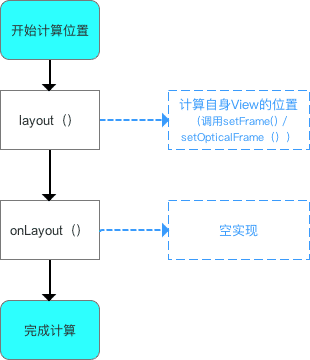 开始计算位置
layout（）
计算自身View的位置
（调用setFrame() /
setOpticalFrame（））
onLayout（）
空实现
完成计算